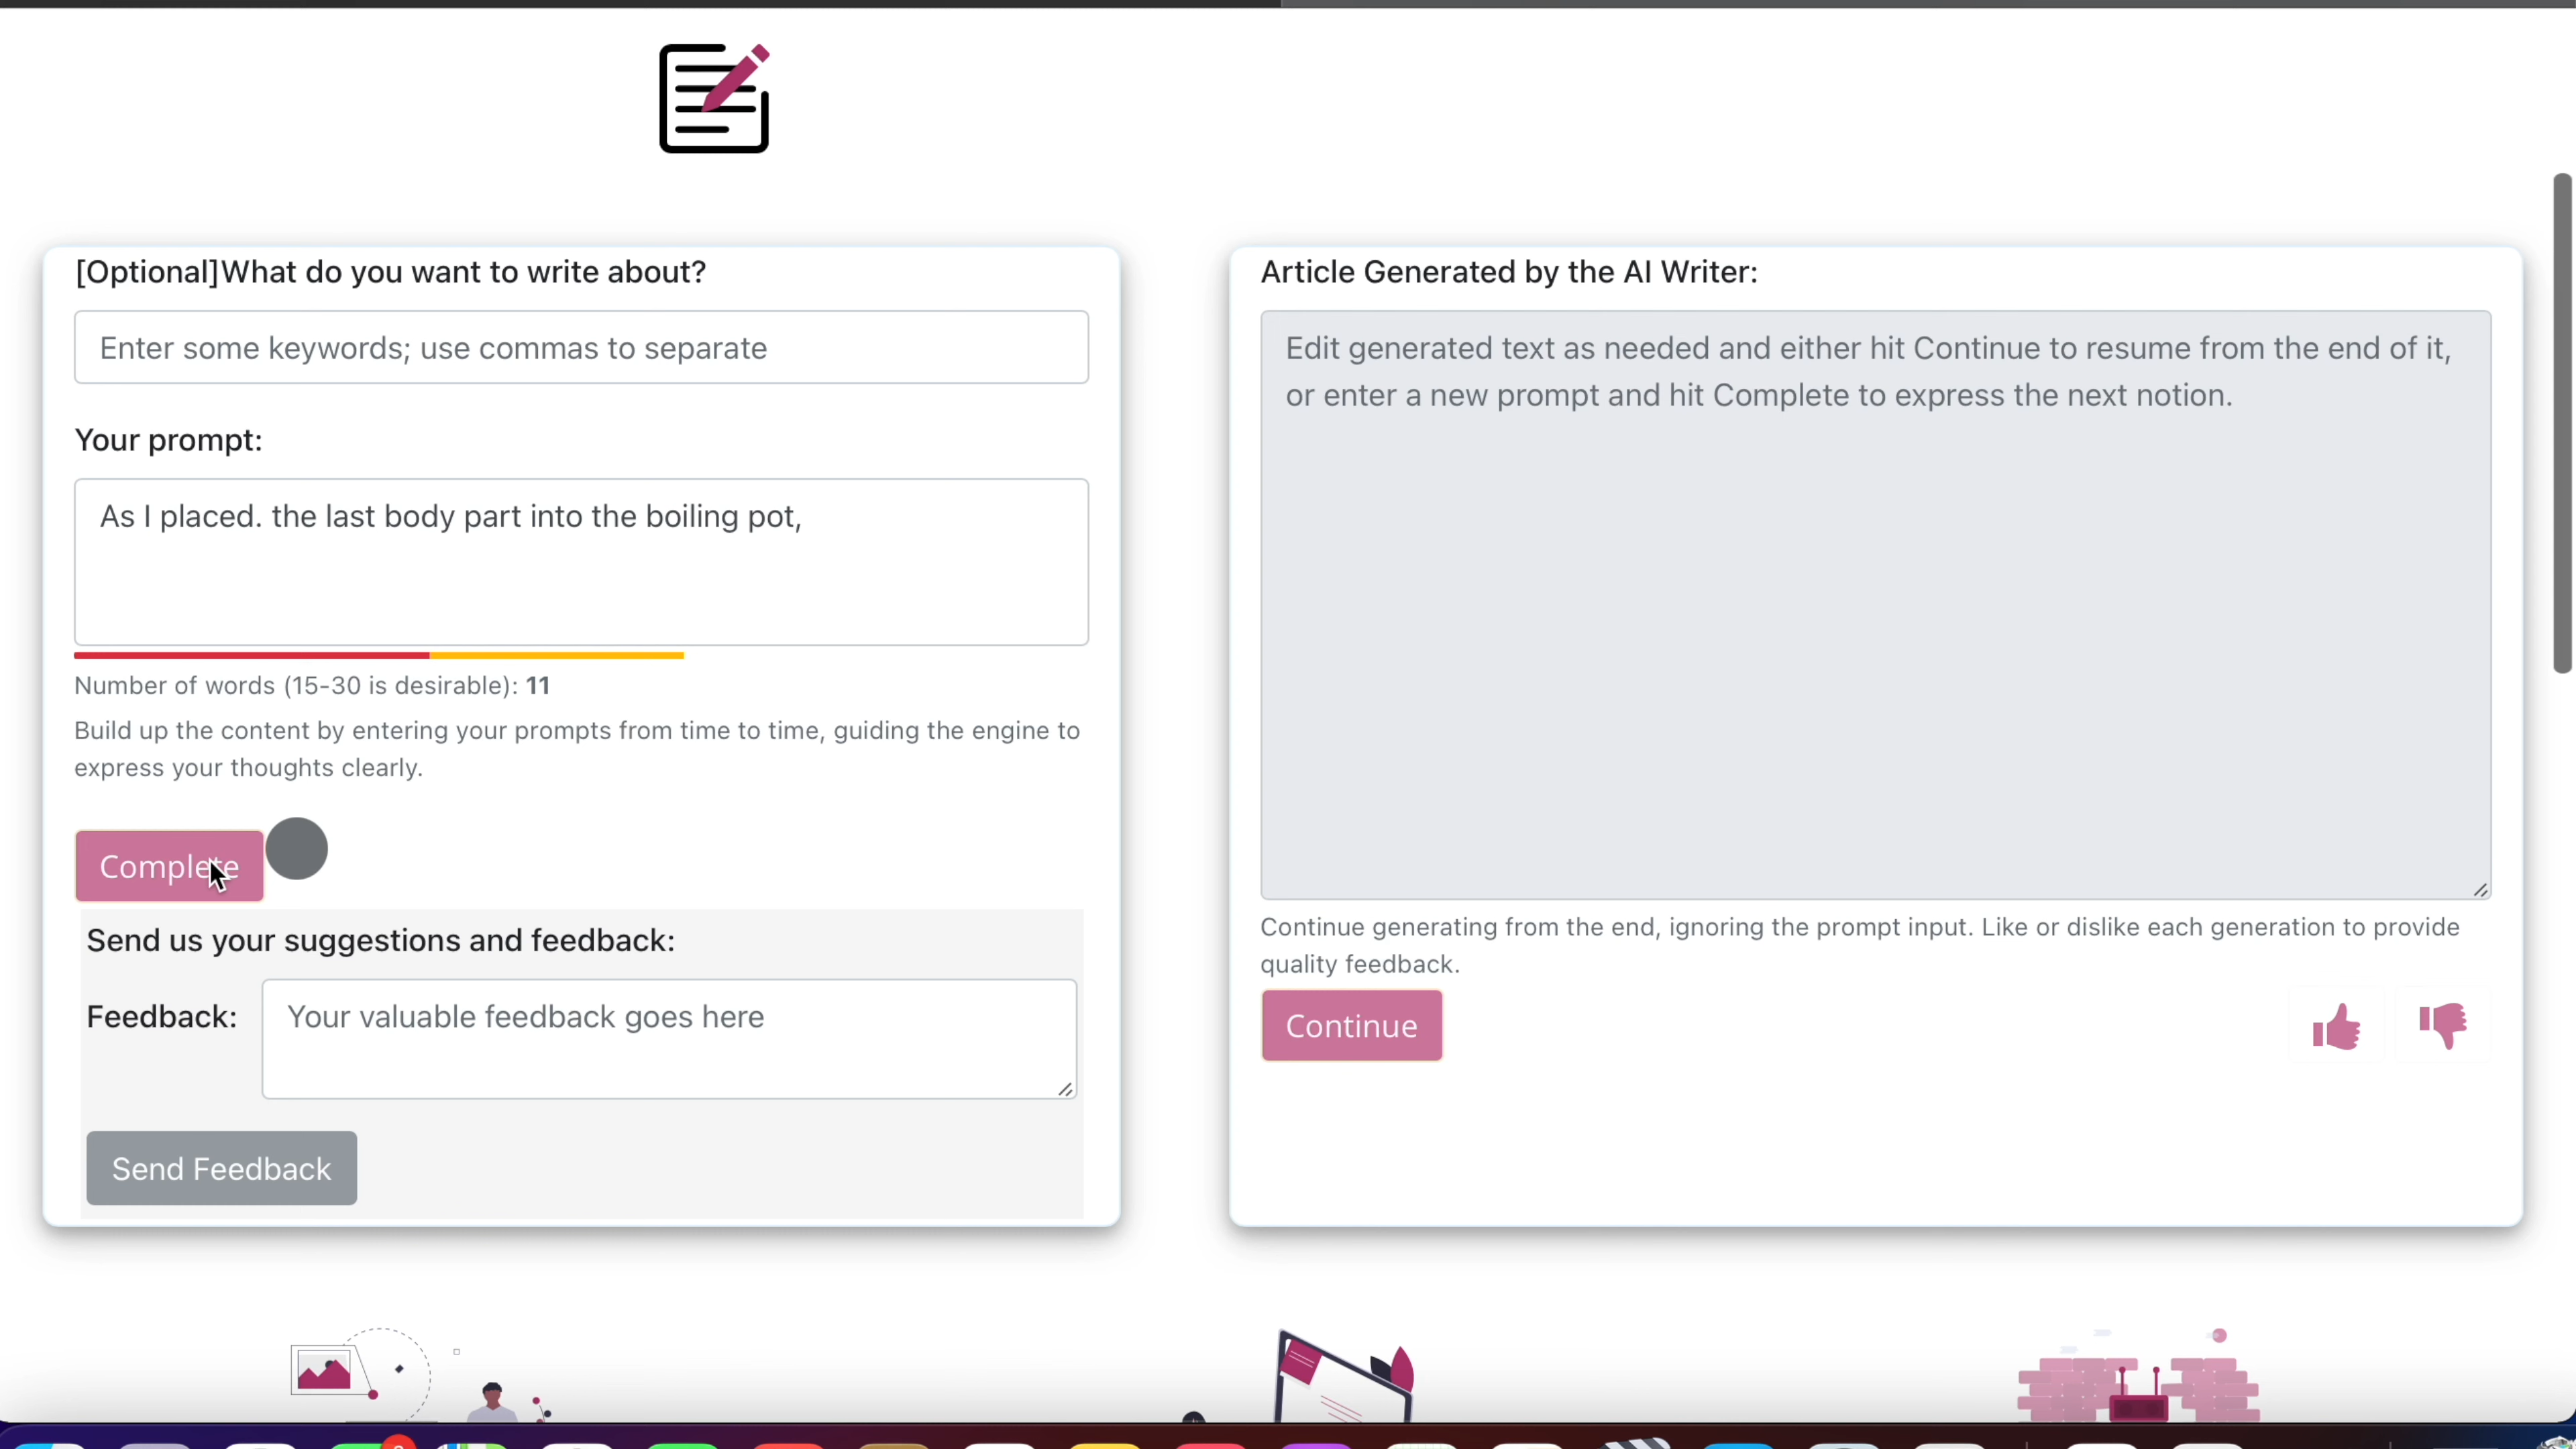 [Optional]What do you want to write about?
Enter some keywords; use commas to separate
Your prompt:
As I placed. the last body part into the boiling pot,
Number of words (15-30 is desirable): 11
Build up the content by entering your prompts from time to time, guiding the engine to
express your thoughts clearly.
Complete
Send us your suggestions and feedback:
Feedback:
Your valuable feedback goes here
Send Feedback
Article Generated by the AI Writer:
Edit generated text as needed and either hit Continue to resume from the end of it,
or enter a new prompt and hit Complete to express the next notion.
Continue generating from the end, ignoring the prompt input. Like or dislike each generation to provide
quality feedback.
Continue